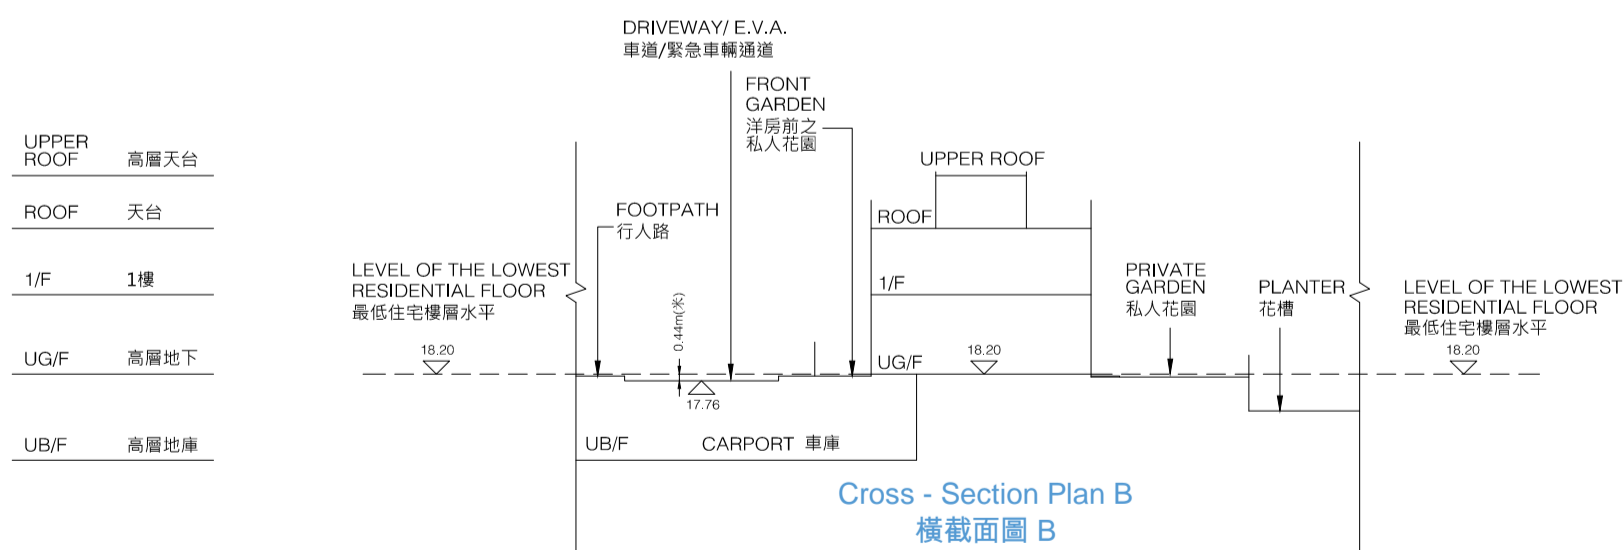 DRIVEWAY/ E.V.A.
車道/緊急車輛通道
FRONT
GARDEN
洋房前之
私人花園
UPPER
ROOF 高層天台
ROOF 天台
1/F 1樓
UG/F 高層地下
UB/F 高層地庫
LEVEL OF THE LOWEST
RESIDENTIAL FLOOR
最低住宅樓層水平
18.20
FOOTPATH
行人路
0.44m(米)
17.76
UPPER ROOF
ROOF
1/F
UG/F
18.20
UB/F
CARPORT 車庫
PRIVATE
GARDEN
私人花園
PLANTER
花槽
LEVEL OF THE LOWEST
RESIDENTIAL FLOOR
最低住宅樓層水平
18.20
Cross - Section Plan B
橫截面圖 B